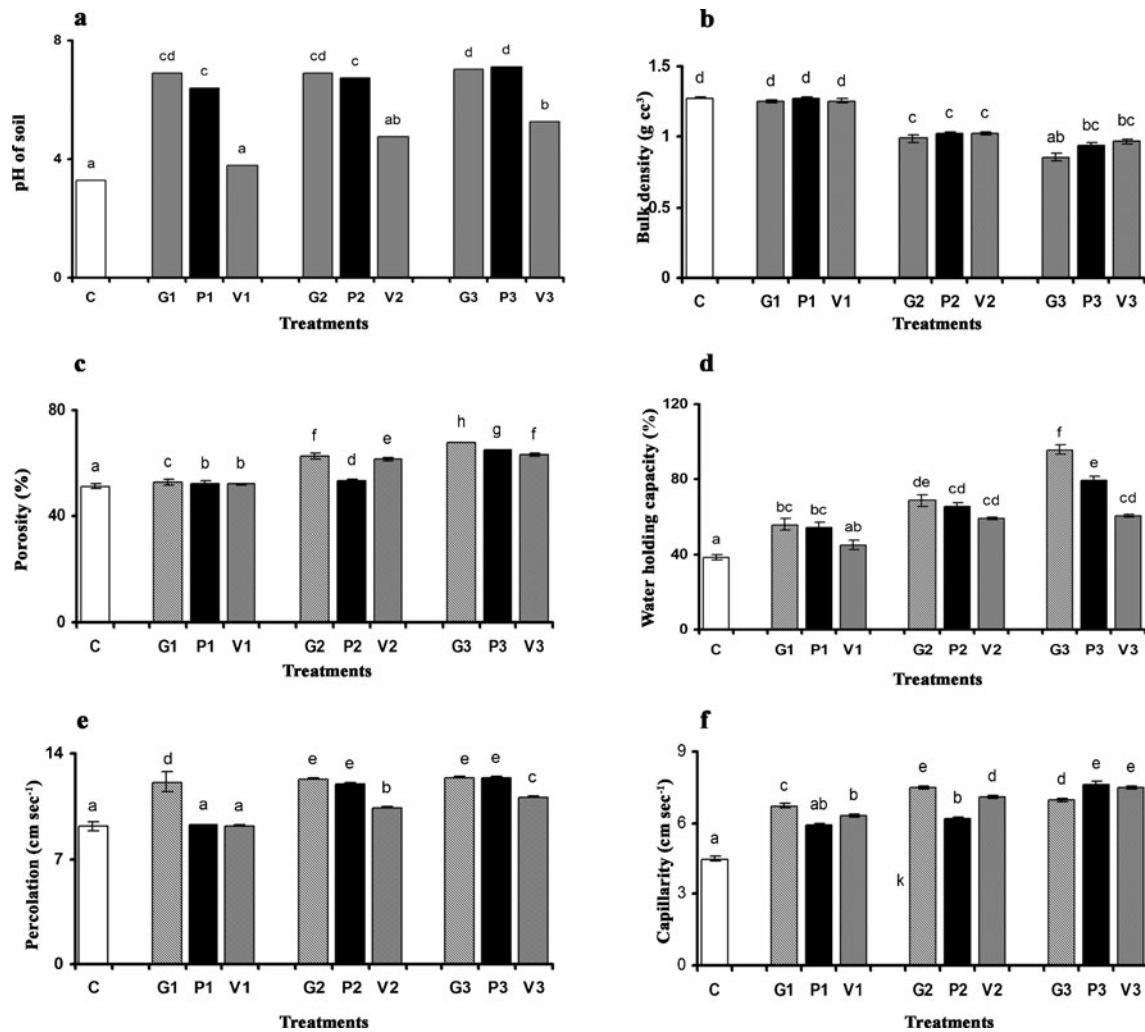 a
pH of soil
8
4
0
a
cd
c
a
cd
c
ab
d
d
b
C G1 P1 V1 G2 P2 V2 G3 P3 V3
Treatments
b
Bulk density (g cc³)
1.5
1
0.5
0
d
d
d
d
c
c
c
ab
bc
bc
C G1 P1 V1 G2 P2 V2 G3 P3 V3
Treatments
c
Porosity (%)
80
40
0
a
c
b
b
f
d
e
h
g
f
C G1 P1 V1 G2 P2 V2 G3 P3 V3
Treatments
d
Water holding capacity (%)
120
80
40
0
a
bc
bc
ab
de
cd
cd
f
e
cd
C G1 P1 V1 G2 P2 V2 G3 P3 V3
Treatments
e
Percolation (cm sec⁻¹)
14
7
0
a
d
a
a
e
e
b
e
e
c
C G1 P1 V1 G2 P2 V2 G3 P3 V3
Treatments
f
Capillarity (cm sec⁻¹)
9
6
3
0
a
c
ab
b
k
e
b
d
d
e
e
C G1 P1 V1 G2 P2 V2 G3 P3 V3
Treatments